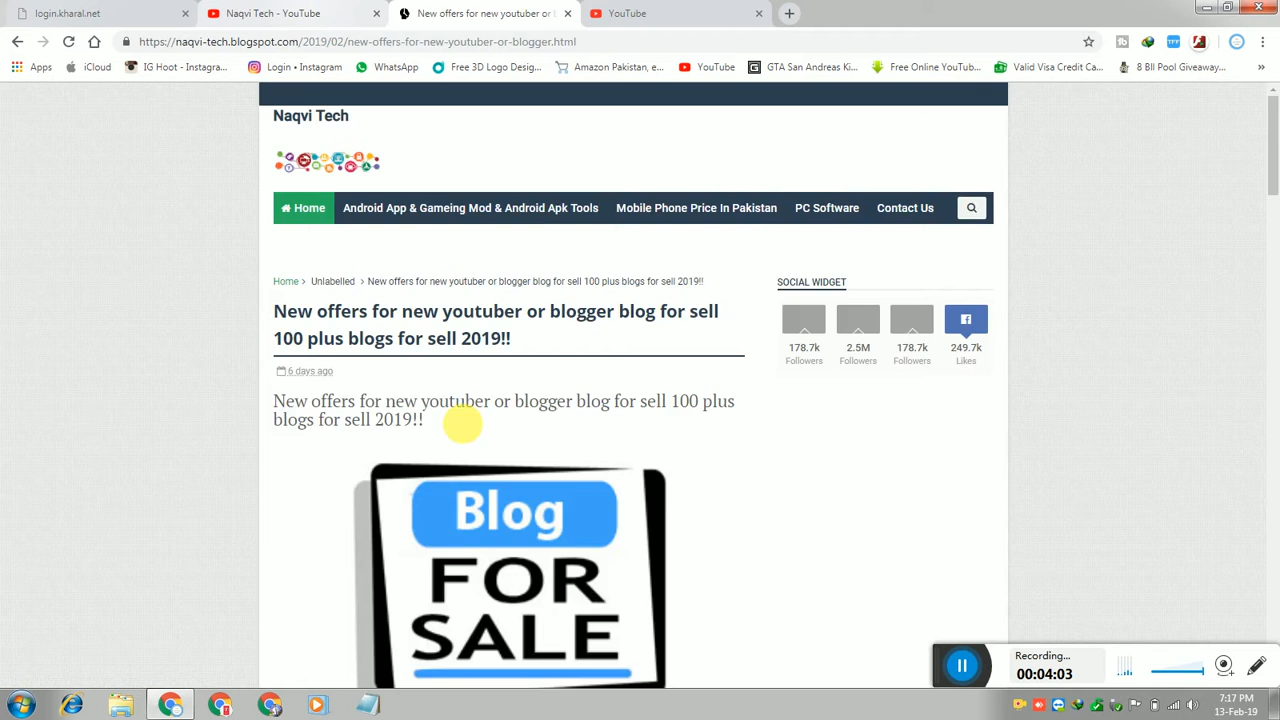 login.kharal.net
Naqvi Tech - YouTube
New offers for new youtuber or b
YouTube
https://naqvi-tech.blogspot.com/2019/02/new-offers-for-new-youtuber-or-blogger.html
Apps
iCloud
IG Hoot - Instagra...
Login • Instagram
WhatsApp
Free 3D Logo Desig...
Amazon Pakistan, e...
YouTube
GTA San Andreas Ki...
Free Online YouTub...
Valid Visa Credit Ca...
8 Bll Pool Giveaway...
Naqvi Tech
Home
Android App & Gameing Mod & Android Apk Tools
Mobile Phone Price In Pakistan
PC Software
Contact Us
Home
Unlabelled
New offers for new youtuber or blogger blog for sell 100 plus blogs for sell 2019!!
SOCIAL WIDGET
New offers for new youtuber or blogger blog for sell
100 plus blogs for sell 2019!!
178.7k
2.5M
178.7k
249.7k
Followers
Followers
Followers
Likes
6 days ago
New offers for new youtuber or blogger blog for sell 100 plus
blogs for sell 2019!!
Blog
FOR
SALE
Recording...
00:04:03
7:17 PM
13-Feb-19